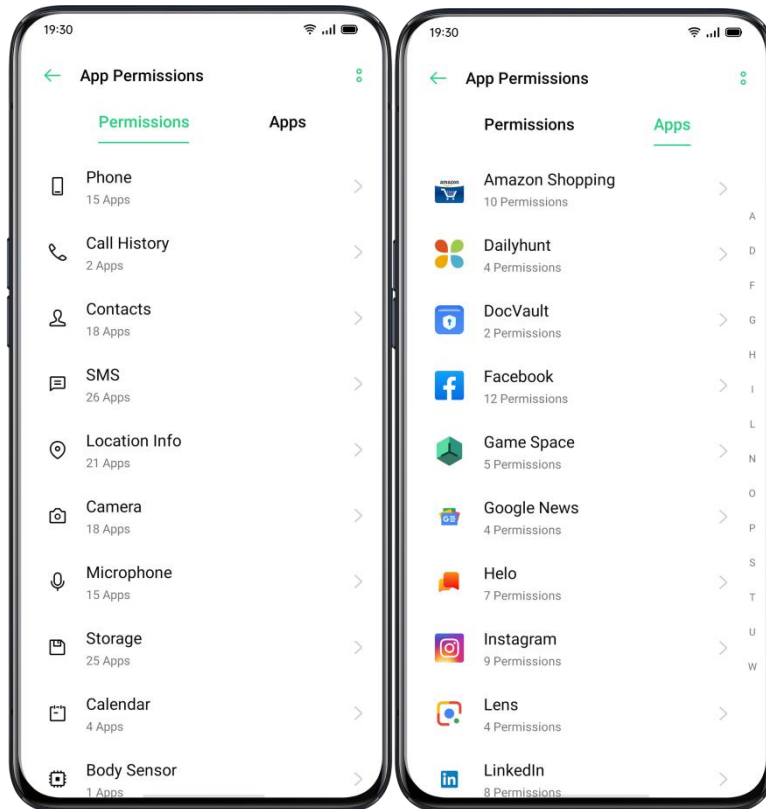 19:30
App Permissions
Permissions Apps
Phone
15 Apps
Call History
2 Apps
Contacts
18 Apps
SMS
26 Apps
Location Info
21 Apps
Camera
18 Apps
Microphone
15 Apps
Storage
25 Apps
Calendar
4 Apps
Body Sensor
1 Apps
19:30
App Permissions
Permissions Apps
amazon
Amazon Shopping
10 Permissions
Dailyhunt
4 Permissions
DocVault
2 Permissions
Facebook
12 Permissions
Game Space
5 Permissions
Google News
4 Permissions
Helo
7 Permissions
Instagram
9 Permissions
Lens
4 Permissions
in
LinkedIn
8 Permissions
A
D
F
G
H
I
L
N
O
P
S
T
U
W